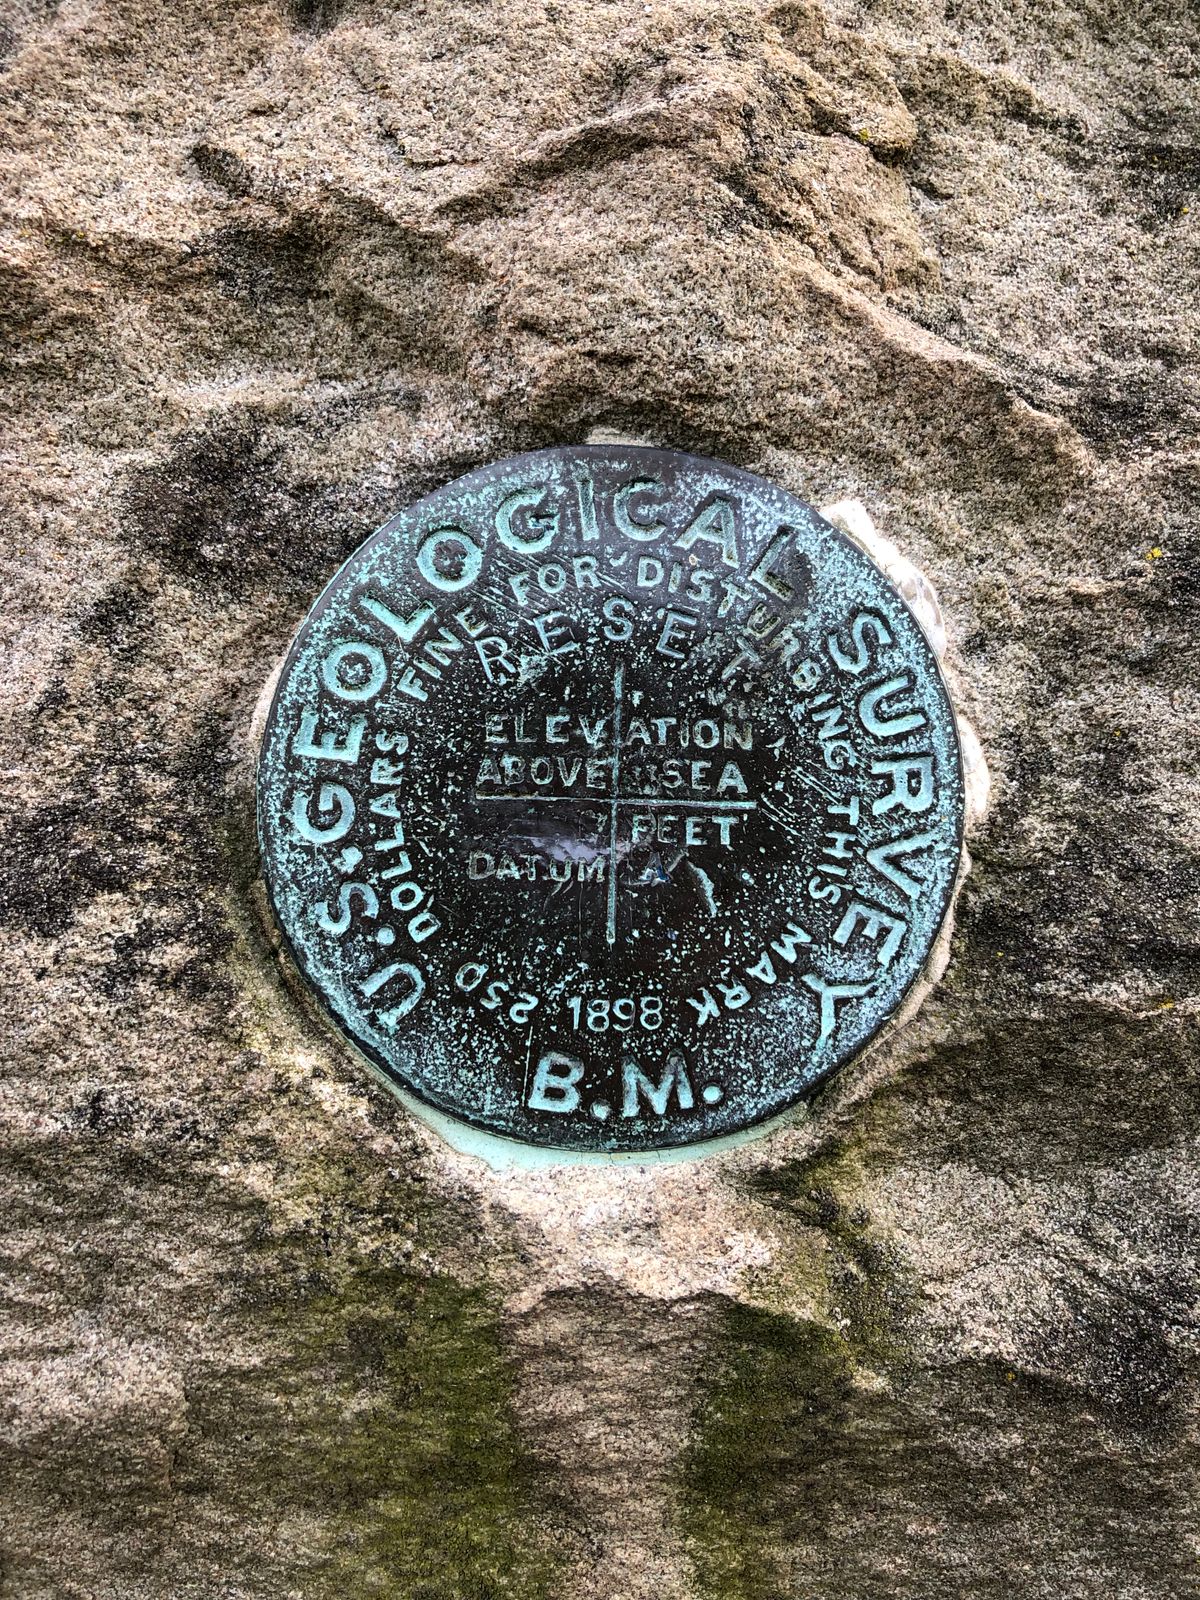 U.S. GEOLOGICAL SURVEY
250 DOLLARS FINE FOR DISTURBING THIS MARK
RESET
ELEVATION
ABOVE SEA
FEET
DATUM
1898
B.M.